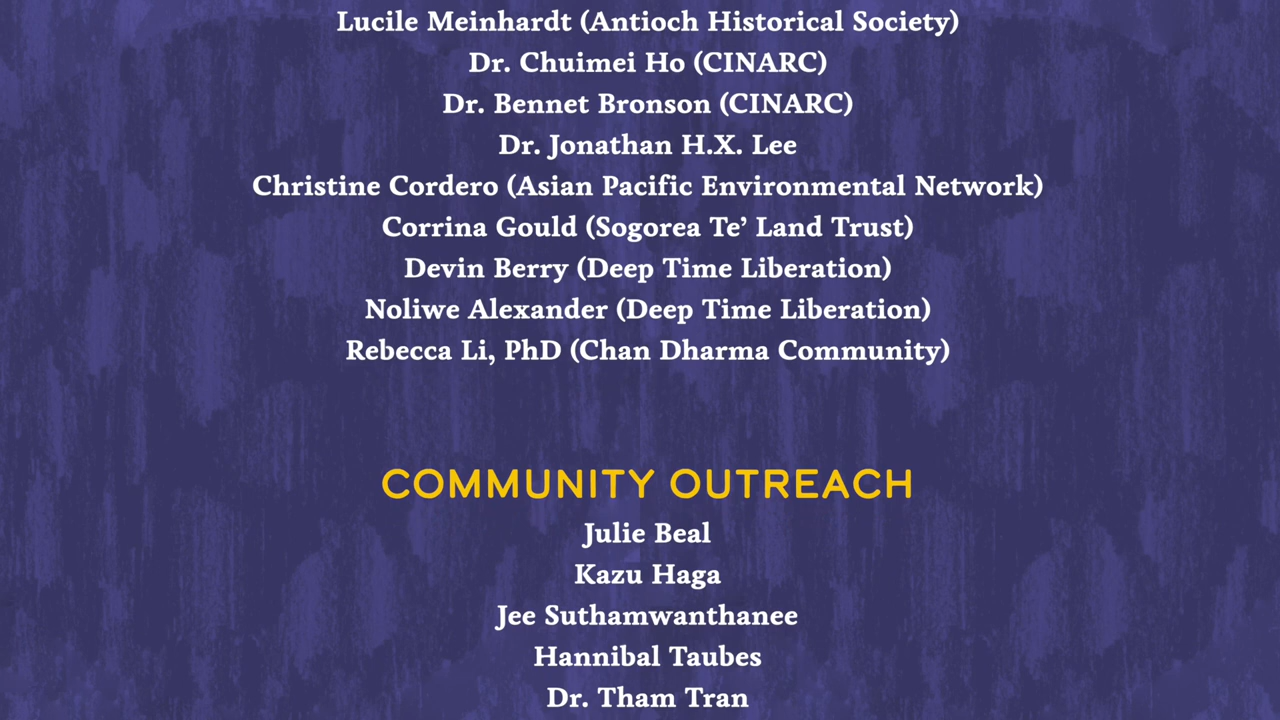 Lucile Meinhardt (Antioch Historical Society)
Dr. Chuimei Ho (CINARC)
Dr. Bennet Bronson (CINARC)
Dr. Jonathan H.X. Lee
Christine Cordero (Asian Pacific Environmental Network)
Corrina Gould (Sogorea Te’ Land Trust)
Devin Berry (Deep Time Liberation)
Noliwe Alexander (Deep Time Liberation)
Rebecca Li, PhD (Chan Dharma Community)
COMMUNITY OUTREACH
Julie Beal
Kazu Haga
Jee Suthamwanthanee
Hannibal Taubes
Dr. Tham Tran